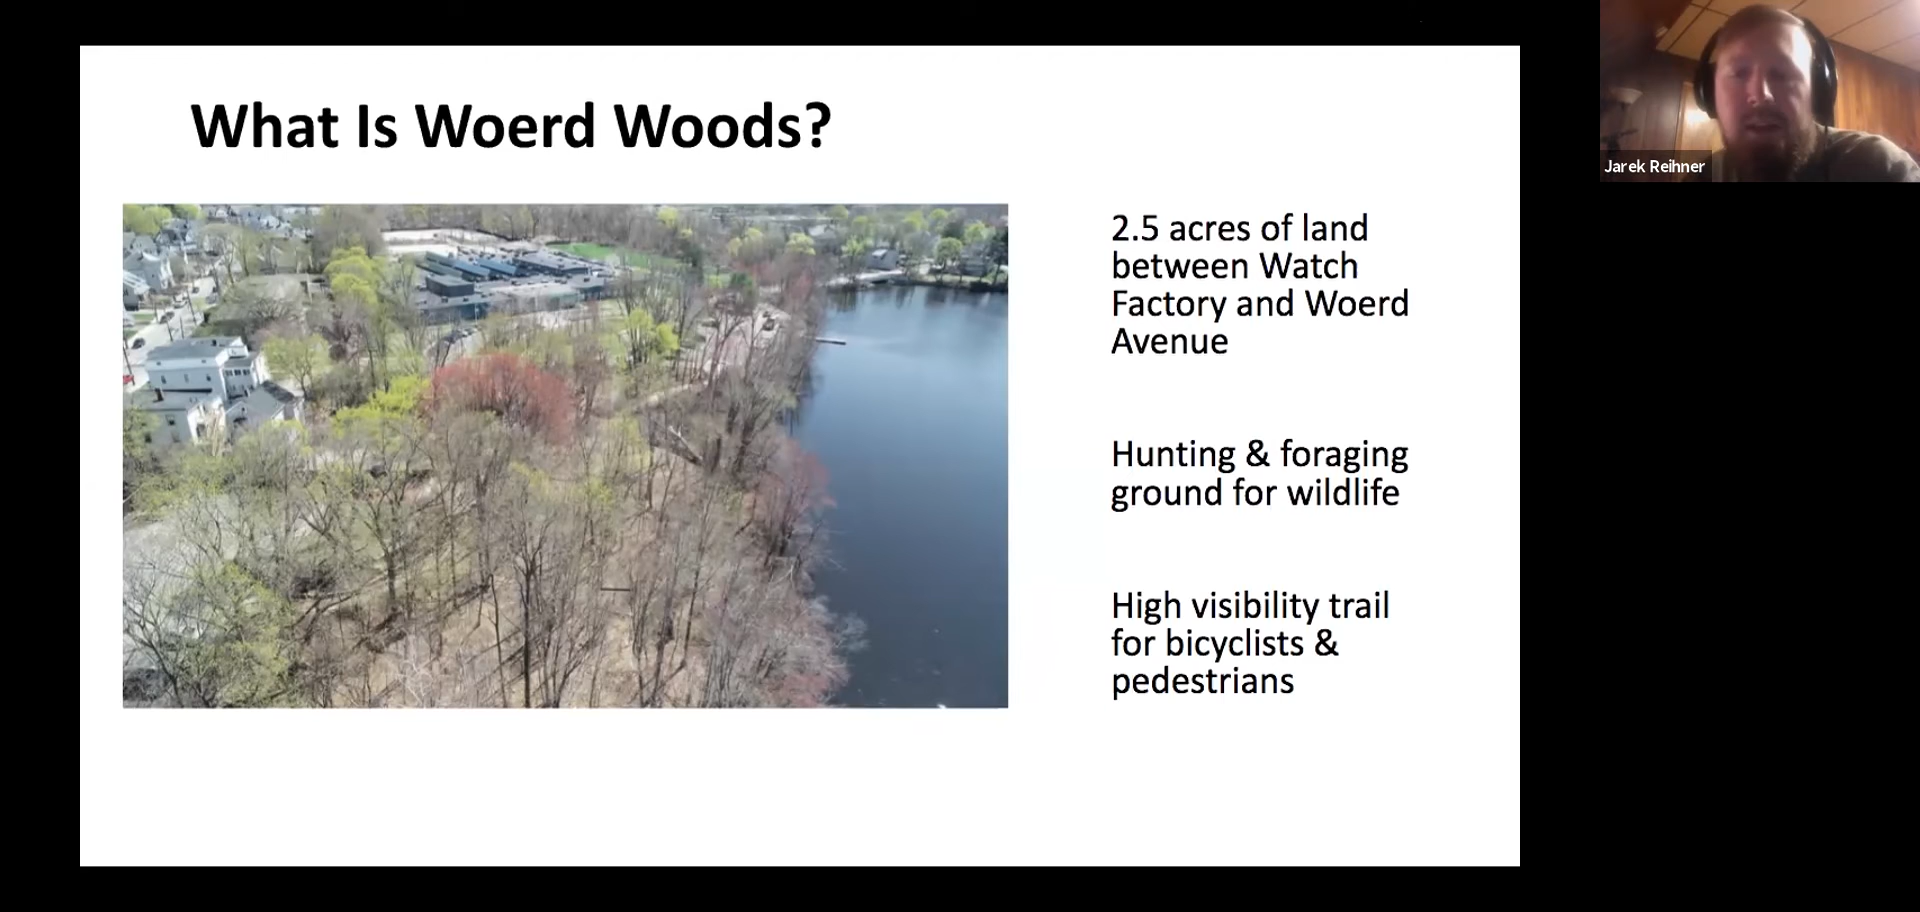 What Is Woerd Woods?
2.5 acres of land
between Watch
Factory and Woerd
Avenue
Hunting & foraging
ground for wildlife
High visibility trail
for bicyclists &
pedestrians
Jarek Reihner